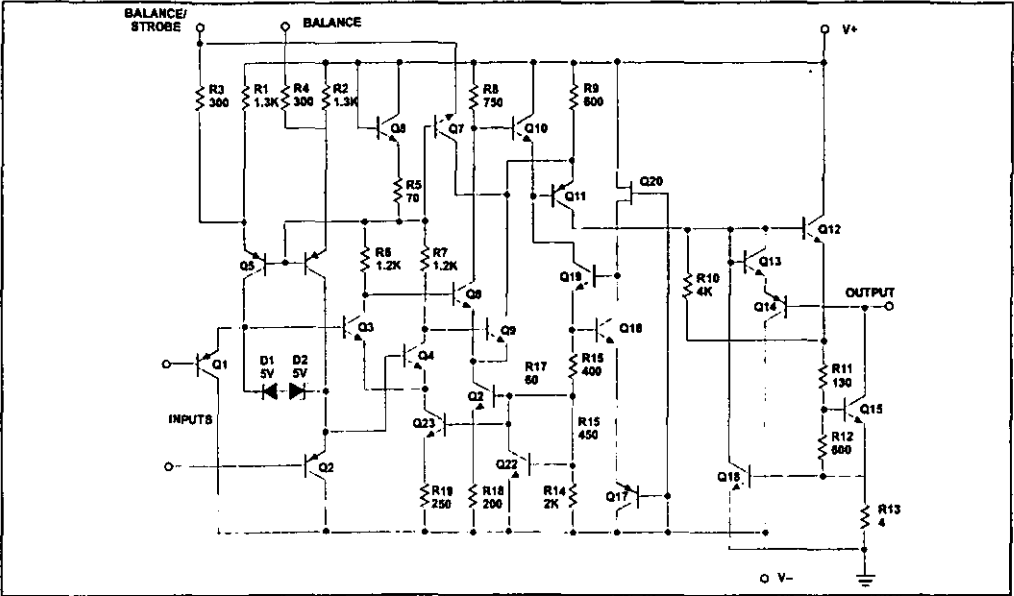 BALANCE/
STROBE
BALANCE
V+
R3
300
R1
1.3K
R4
300
R2
1.3K
Q8
Q7
R8
750
Q10
R9
600
R5
70
Q11
Q20
Q5
R6
1.2K
R7
1.2K
Q8
Q19
R10
4K
Q12
Q13
Q14
OUTPUT
Q3
Q9
Q18
Q1
D1
5V
D2
5V
Q4
R17
60
R15
400
R11
130
INPUTS
Q23
Q2
R15
450
Q15
R12
600
Q2
Q22
Q17
Q16
R19
250
R18
200
R14
2K
R13
4
V–